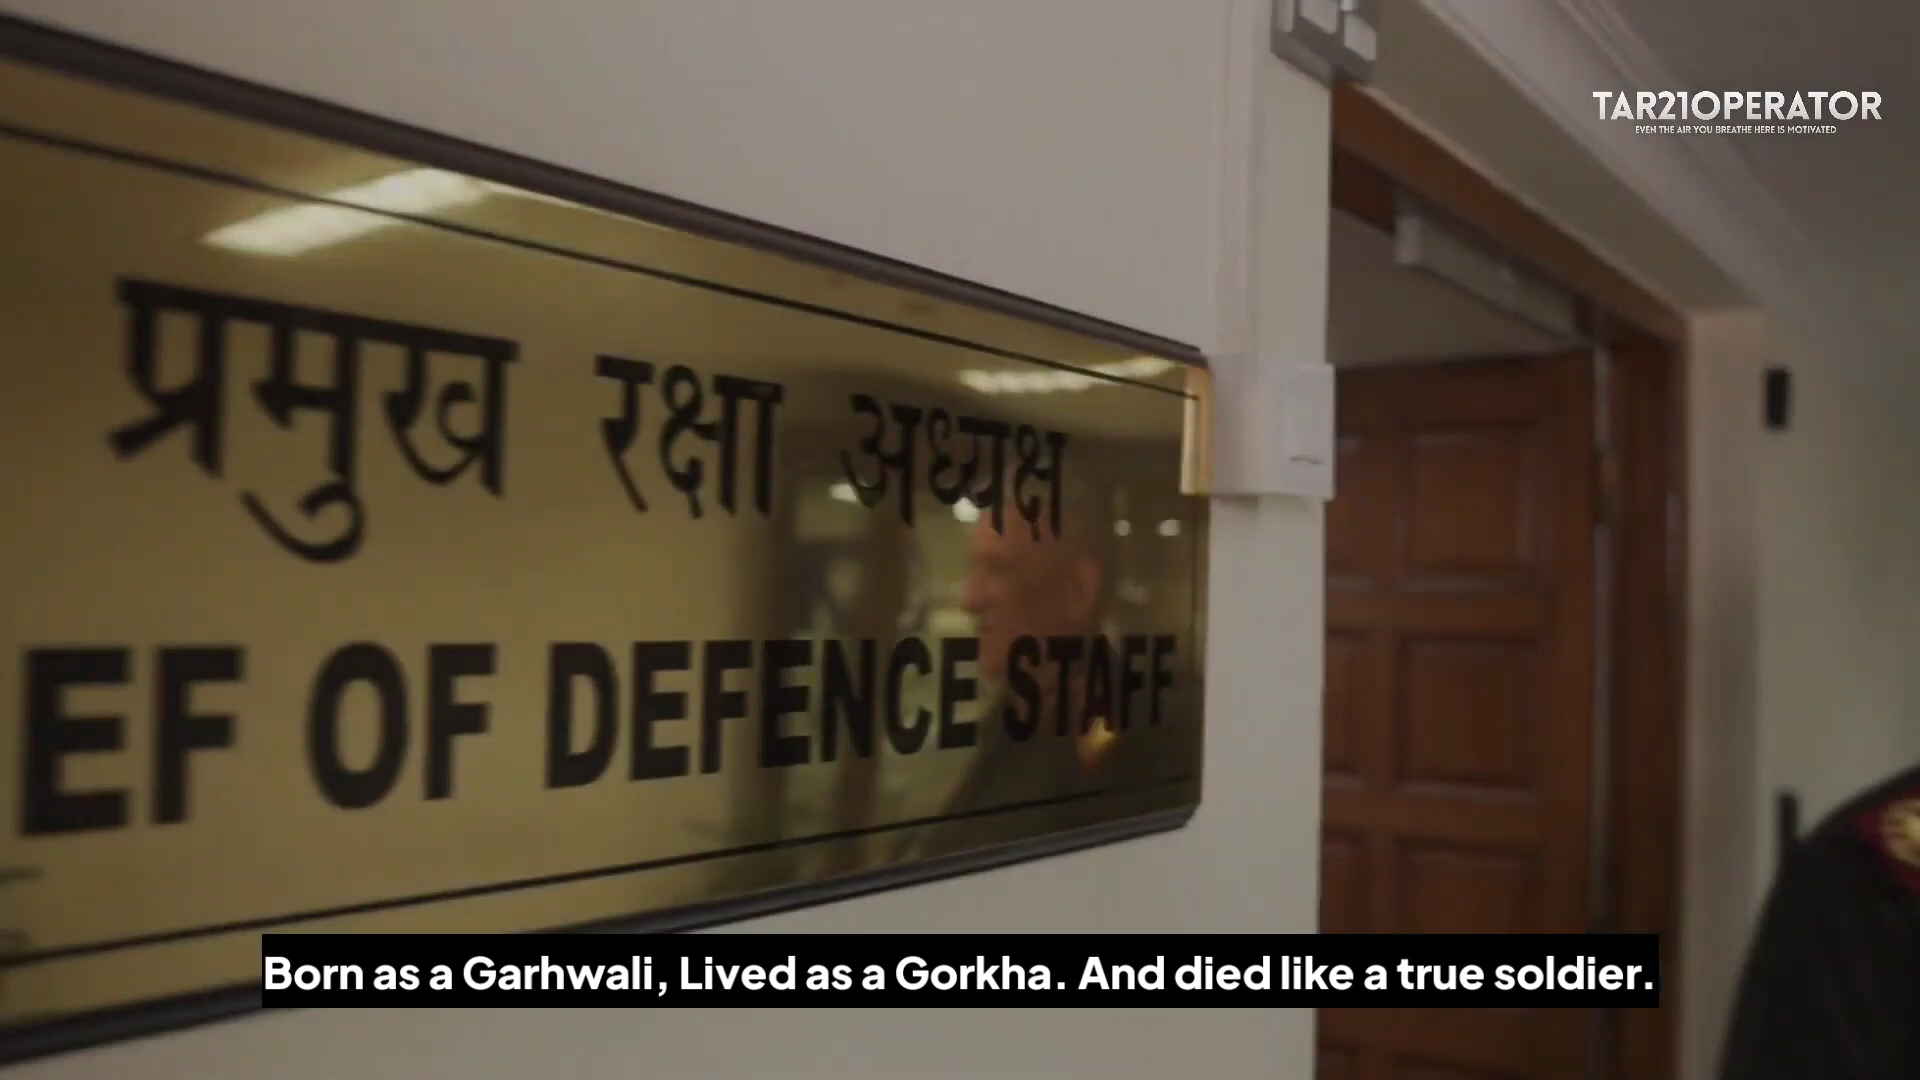 TAR21OPERATOR
EVEN THE AIR YOU BREATHE HERE IS MOTIVATED
प्रमुख रक्षा अध्यक्ष
EF OF DEFENCE STAFF
Born as a Garhwali, Lived as a Gorkha. And died like a true soldier.